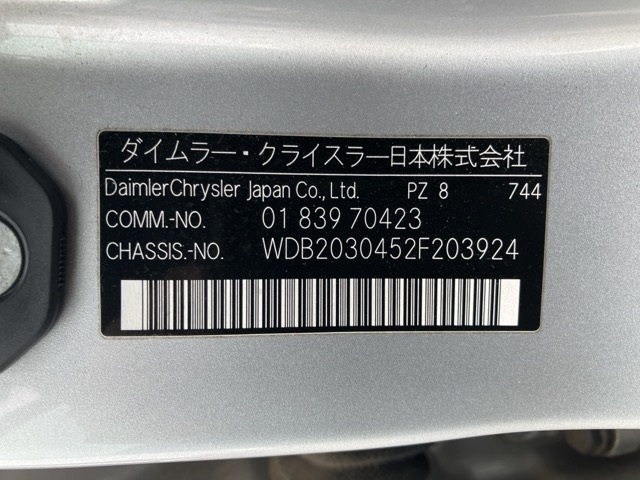 ダイムラー・クライスラー日本株式会社
DaimlerChrysler Japan Co., Ltd. PZ 8 744
COMM.-NO. 01 839 70423
CHASSIS.-NO. WDB2030452F203924